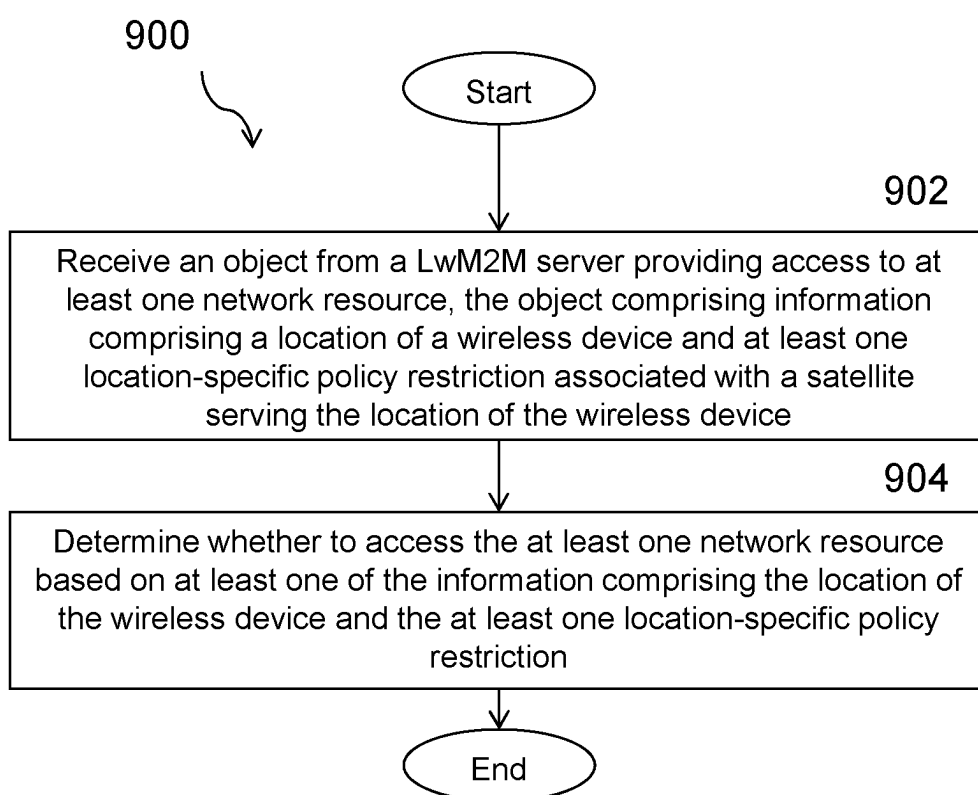 900
Start
902
Receive an object from a LwM2M server providing access to at
least one network resource, the object comprising information
comprising a location of a wireless device and at least one
location-specific policy restriction associated with a satellite
serving the location of the wireless device
904
Determine whether to access the at least one network resource
based on at least one of the information comprising the location of
the wireless device and the at least one location-specific policy
restriction
End